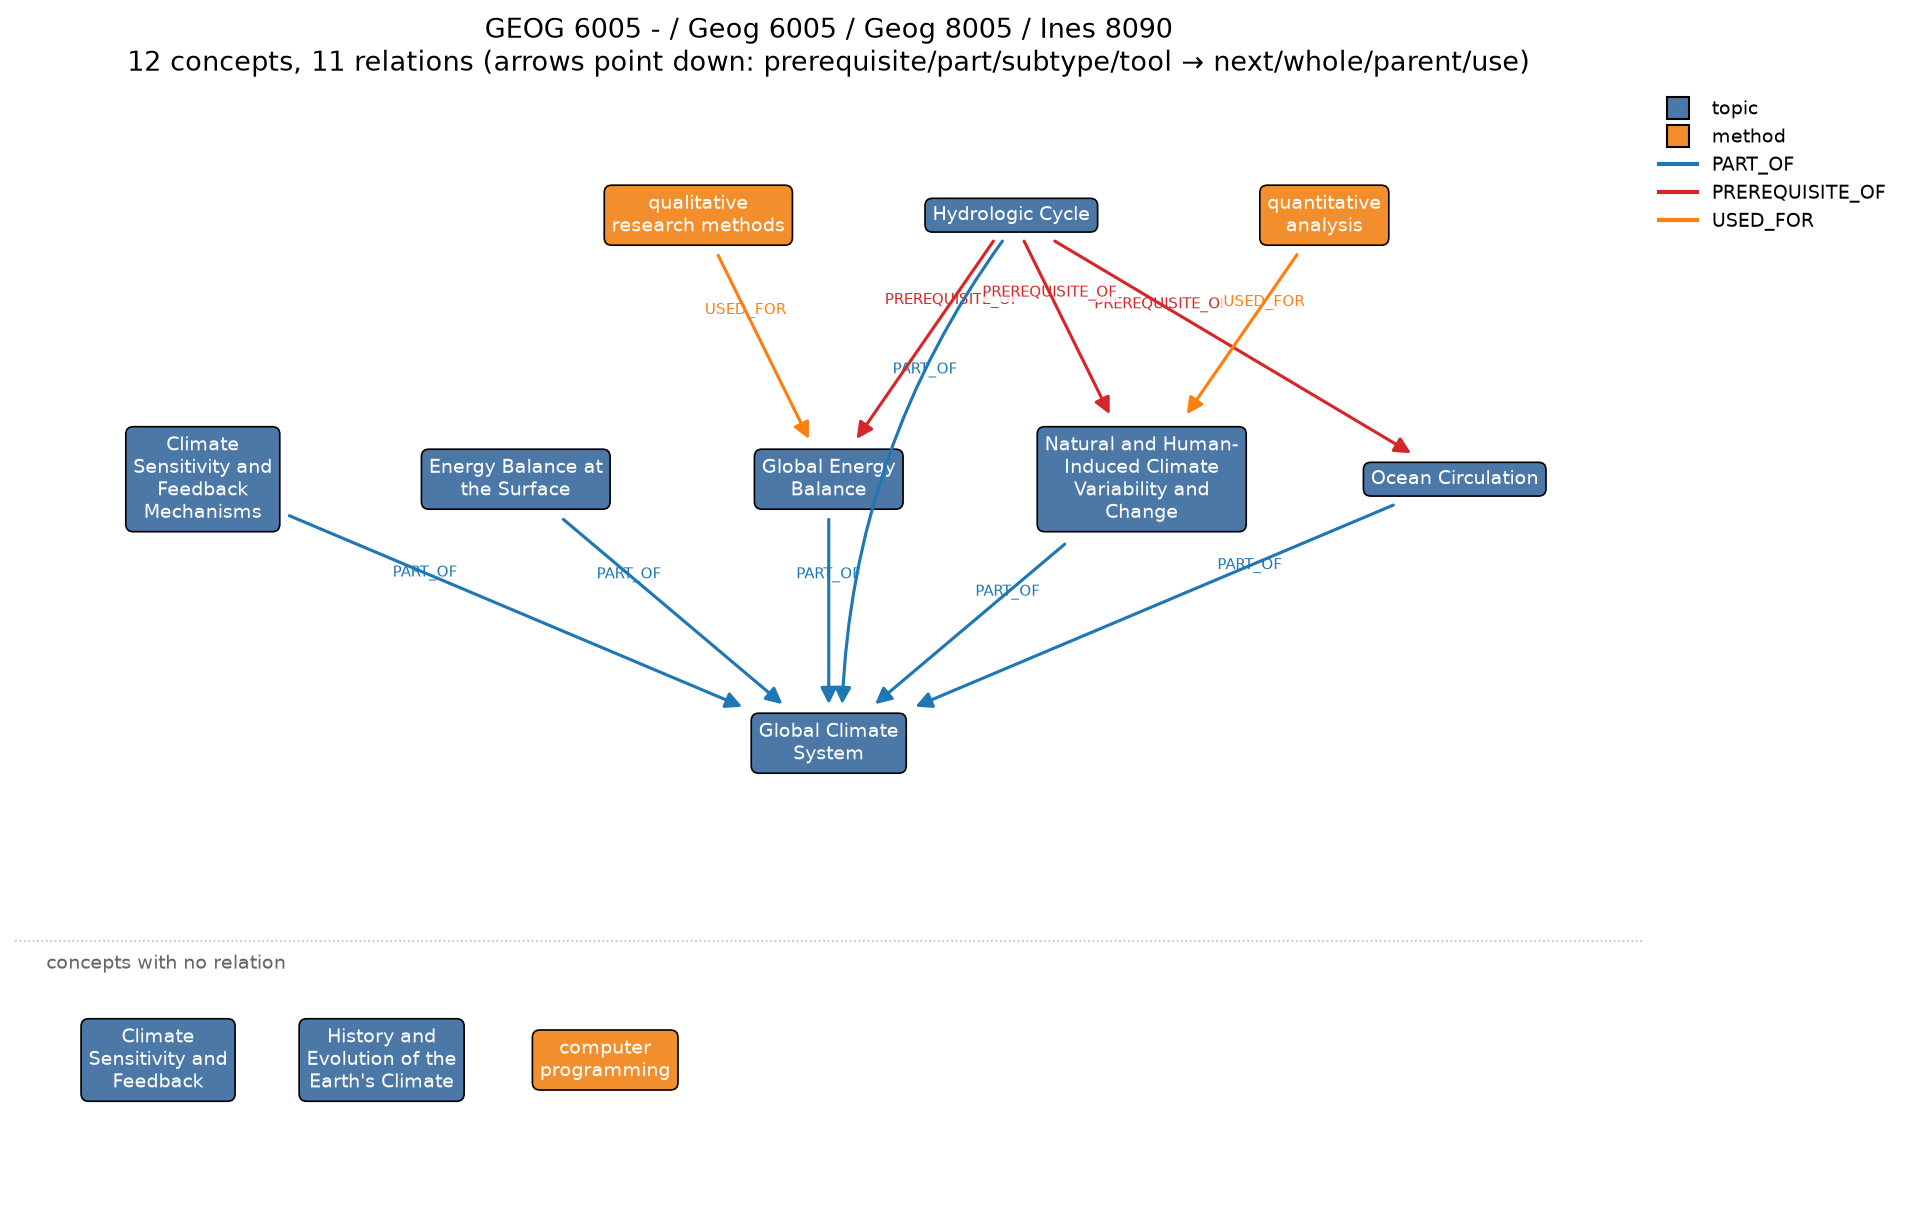 GEOG 6005 - / Geog 6005 / Geog 8005 / Ines 8090
12 concepts, 11 relations (arrows point down: prerequisite/part/subtype/tool → next/whole/parent/use)
topic
method
PART_OF
PREREQUISITE_OF
USED_FOR
qualitative
research methods
Hydrologic Cycle
quantitative
analysis
USED_FOR
PREREQUISITE_OF
PREREQUISITE_OF
PREREQUISITE_OF
USED_FOR
PART_OF
Climate
Sensitivity and
Feedback
Mechanisms
Energy Balance at
the Surface
Global Energy
Balance
Natural and Human-
Induced Climate
Variability and
Change
Ocean Circulation
PART_OF
PART_OF
PART_OF
PART_OF
PART_OF
Global Climate
System
concepts with no relation
Climate
Sensitivity and
Feedback
History and
Evolution of the
Earth's Climate
computer
programming